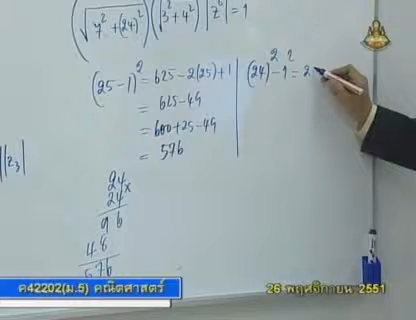 (√7² + (24)²) (√3² + 4²) |z²| = 1
(25 - 1)² = 625 - 2(25) + 1
= 625 - 49
= 600 + 25 - 49
= 576
(24)² - 1² = 2
||z₃|
24 ×
24
96
48
576
ค42202(ม.5) คณิตศาสตร์
26 พฤศจิกายน 2551